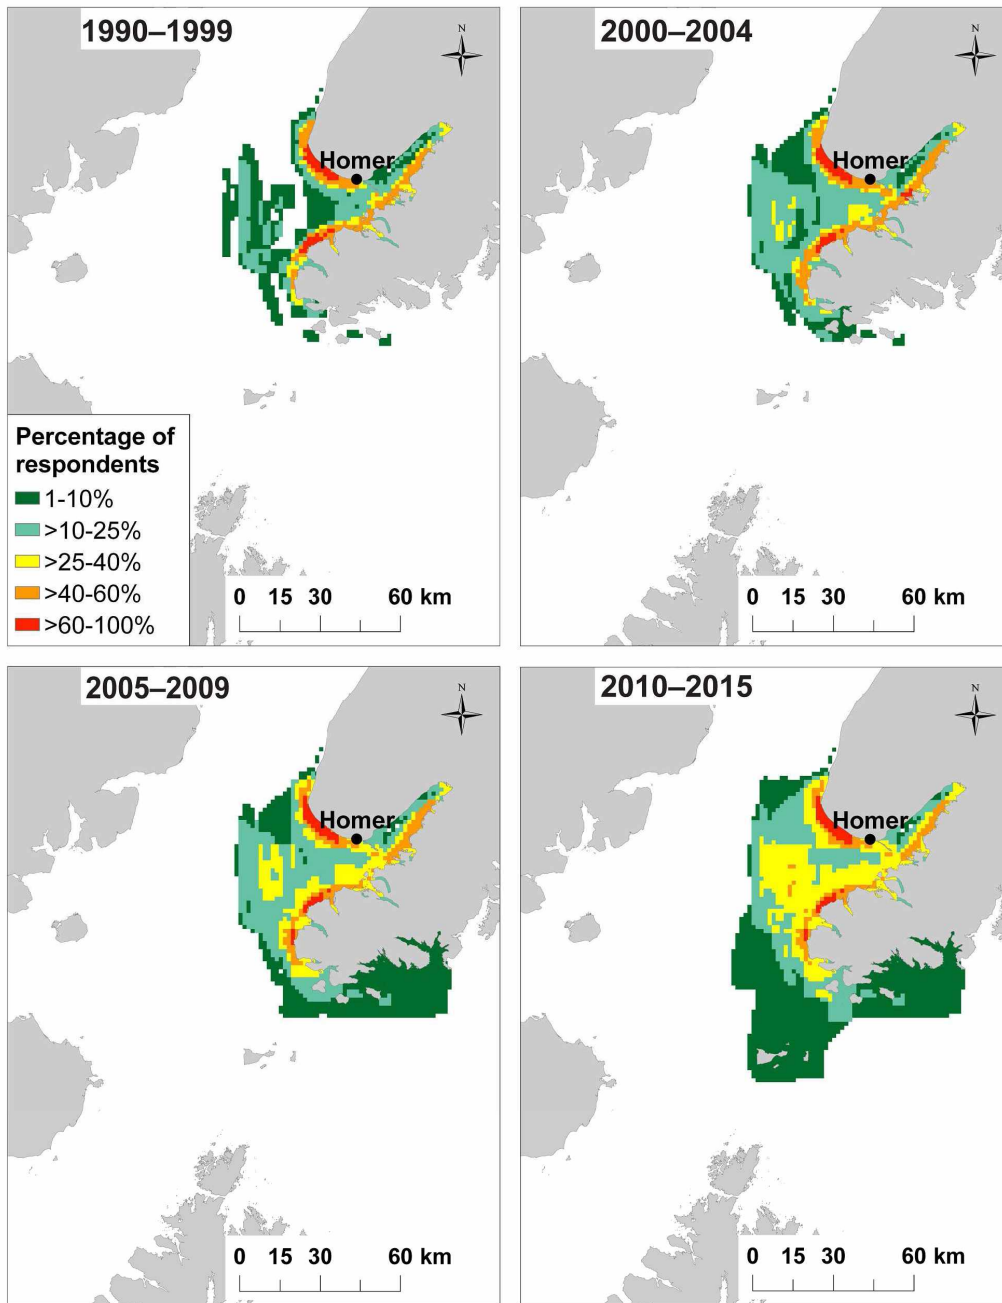 1990–1999
N
Homer
Percentage of
respondents
1-10%
>10-25%
>25-40%
>40-60%
>60-100%
0 15 30 60 km
2000–2004
N
Homer
0 15 30 60 km
2005–2009
N
Homer
0 15 30 60 km
2010–2015
N
Homer
0 15 30 60 km